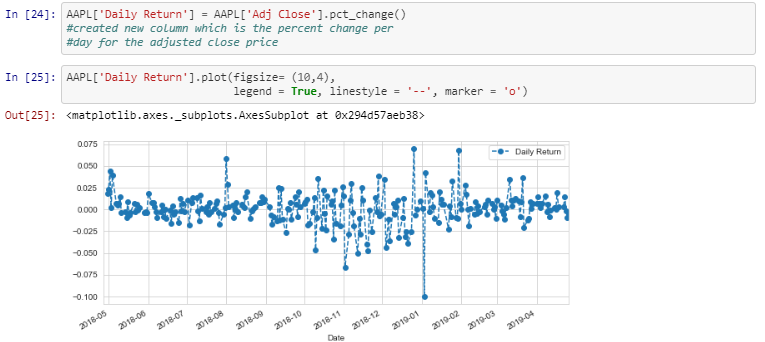 In [24]: AAPL['Daily Return'] = AAPL['Adj Close'].pct_change()
#created new column which is the percent change per
#day for the adjusted close price
In [25]: AAPL['Daily Return'].plot(figsize= (10,4),
legend = True, linestyle = '--', marker = 'o')
Out[25]: <matplotlib.axes._subplots.AxesSubplot at 0x294d57aeb38>
Daily Return
0.075
0.050
0.025
0.000
−0.025
−0.050
−0.075
−0.100
2018-05 2018-06 2018-07 2018-08 2018-09 2018-10 2018-11 2018-12 2019-01 2019-02 2019-03 2019-04
Date